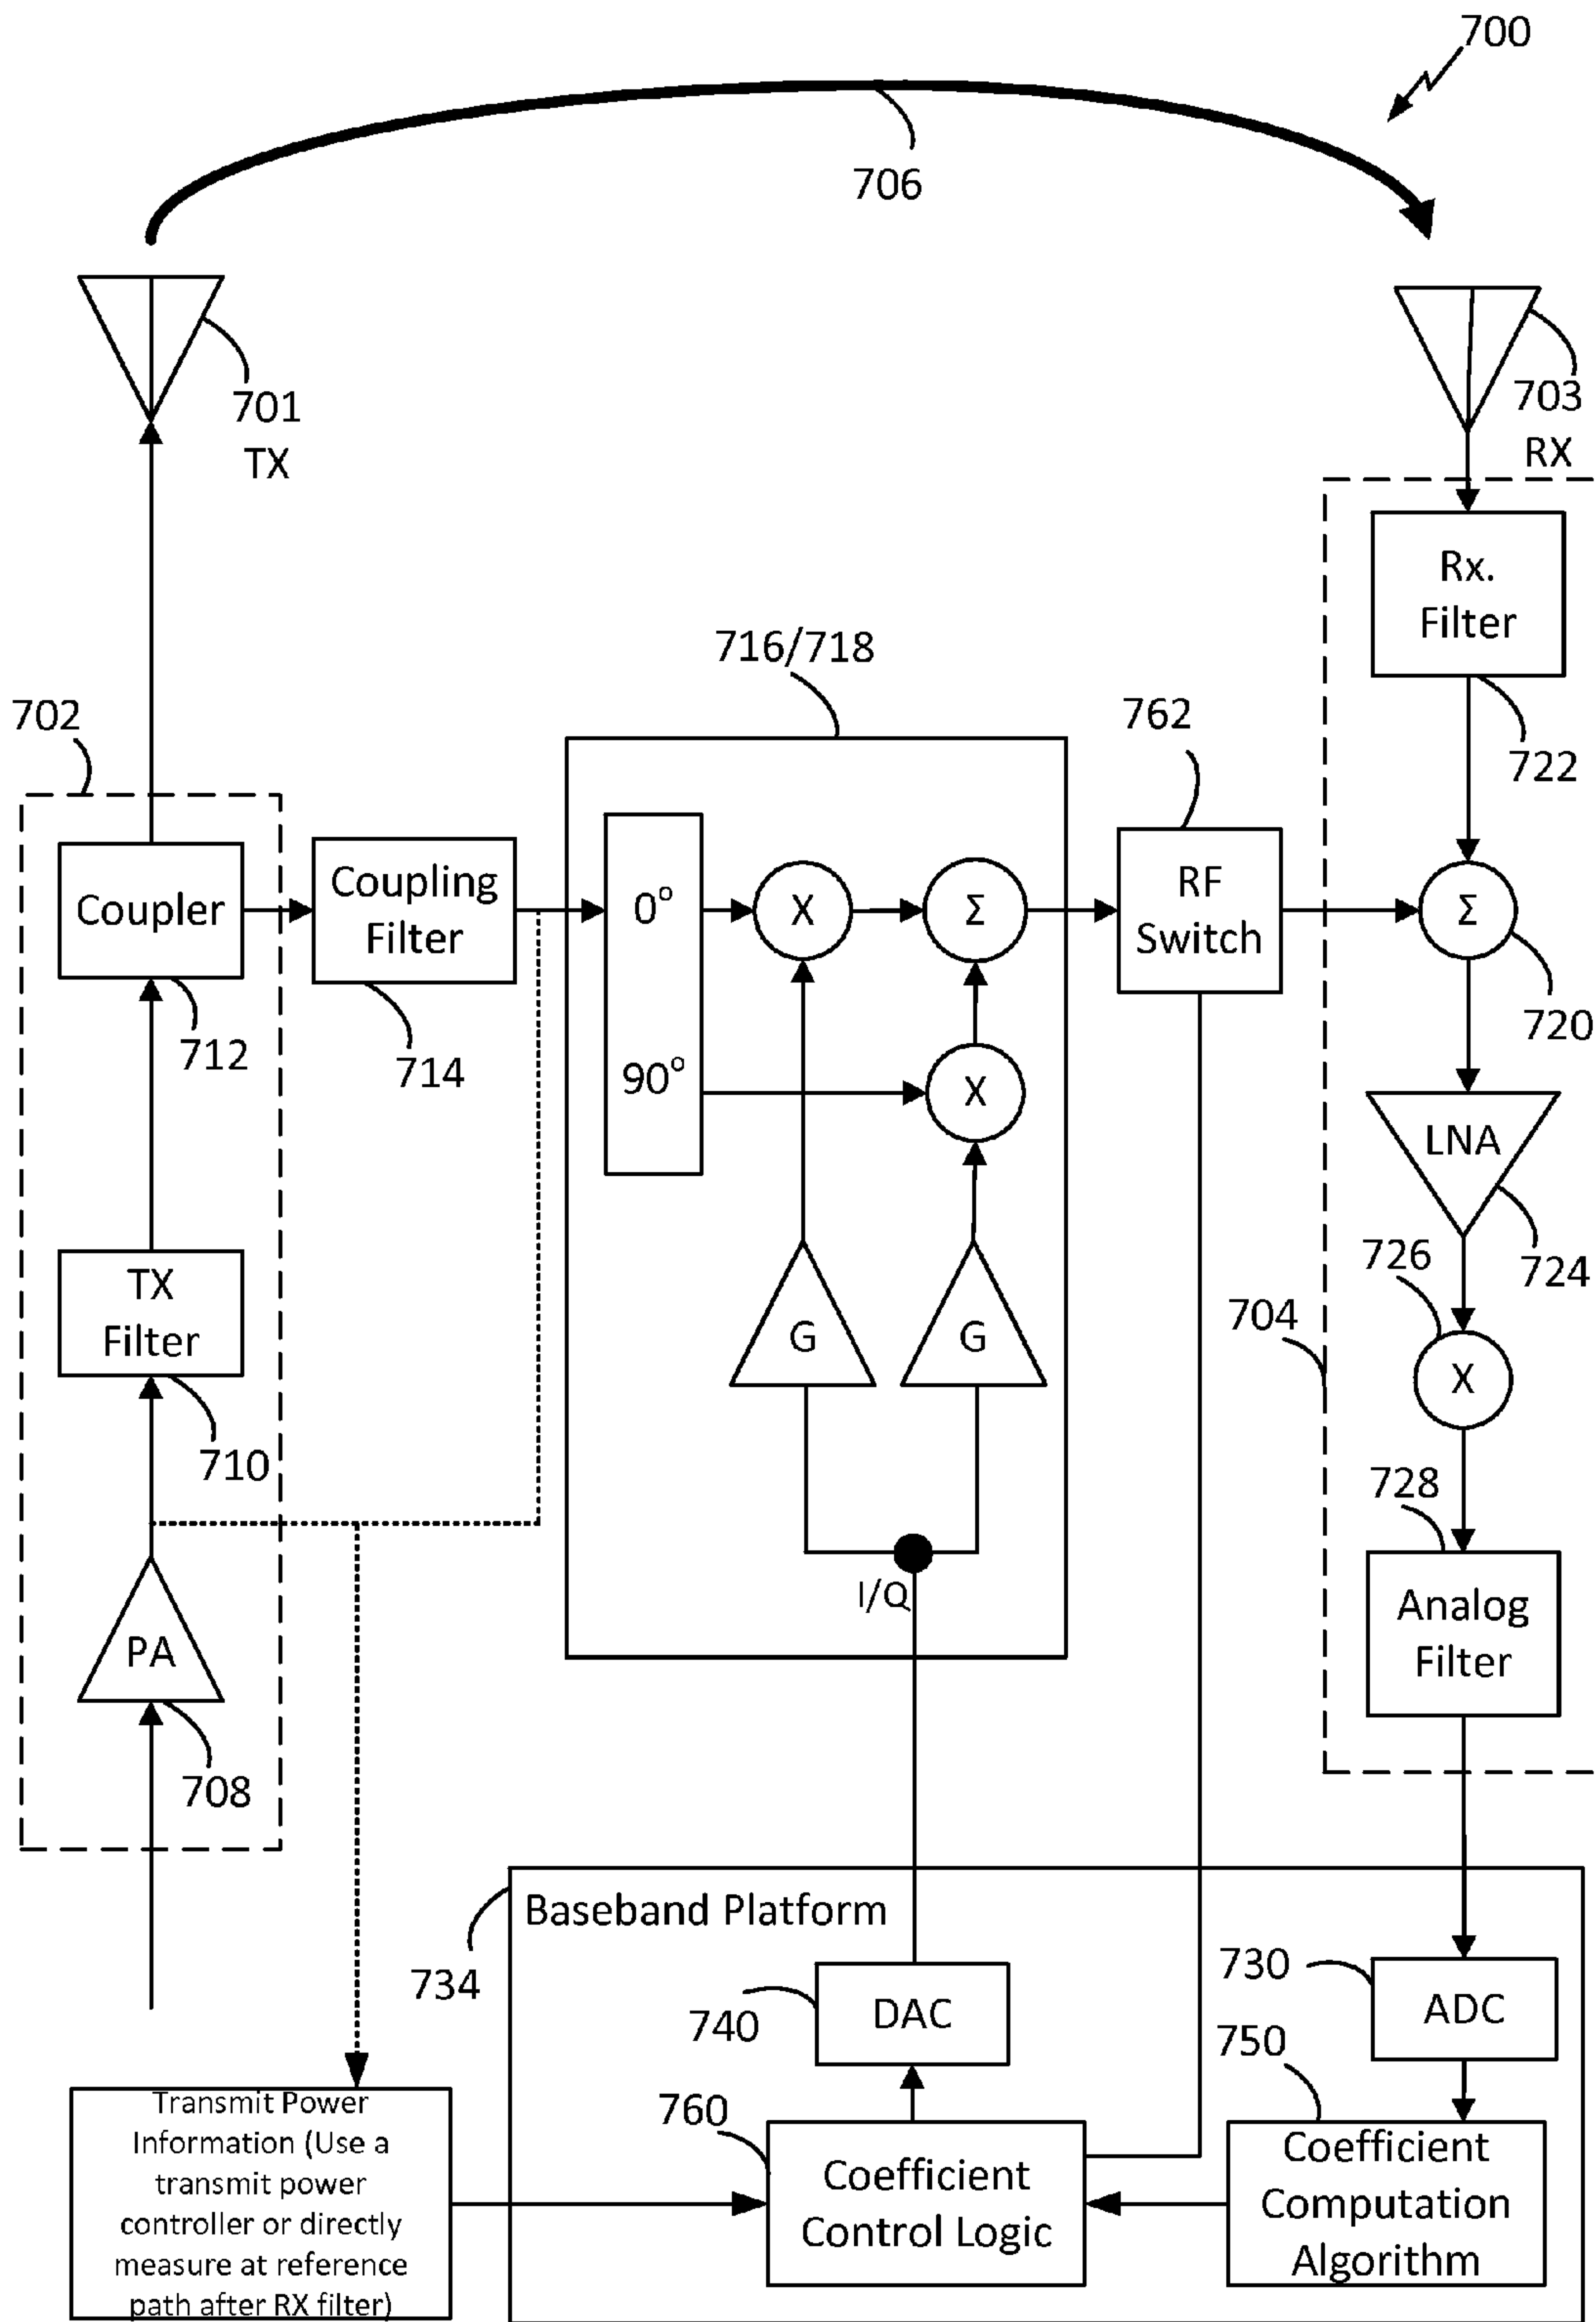 700
706
701
TX
703
RX
Rx.
Filter
722
716/718
762
702
Coupler
712
Coupling
Filter
714
0°
90°
X
Σ
X
G
G
I/Q
RF
Switch
Σ
720
LNA
724
726
X
704
728
Analog
Filter
TX
Filter
710
PA
708
734
Baseband Platform
740
DAC
730
ADC
750
760
Coefficient
Control Logic
Coefficient
Computation
Algorithm
Transmit Power
Information (Use a
transmit power
controller or directly
measure at reference
path after RX filter)